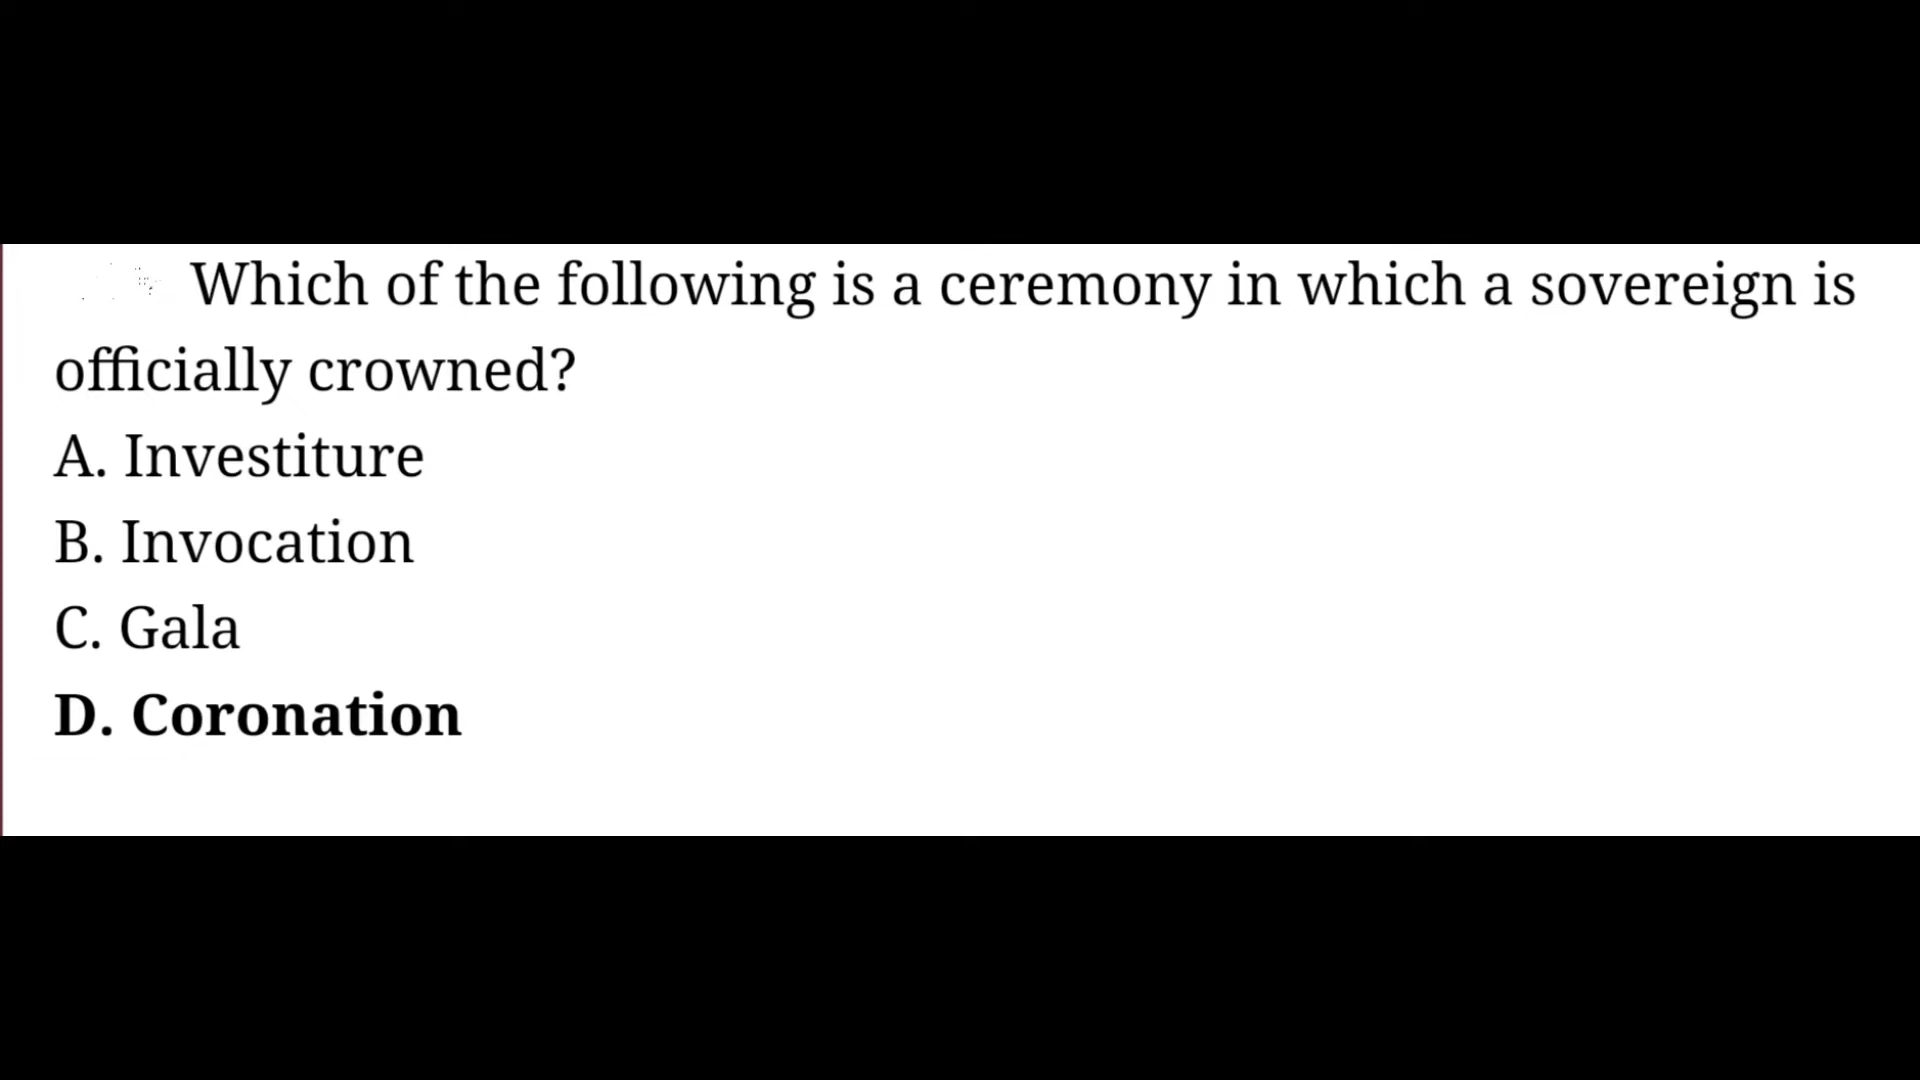 Which of the following is a ceremony in which a sovereign is
officially crowned?
A. Investiture
B. Invocation
C. Gala
D. Coronation